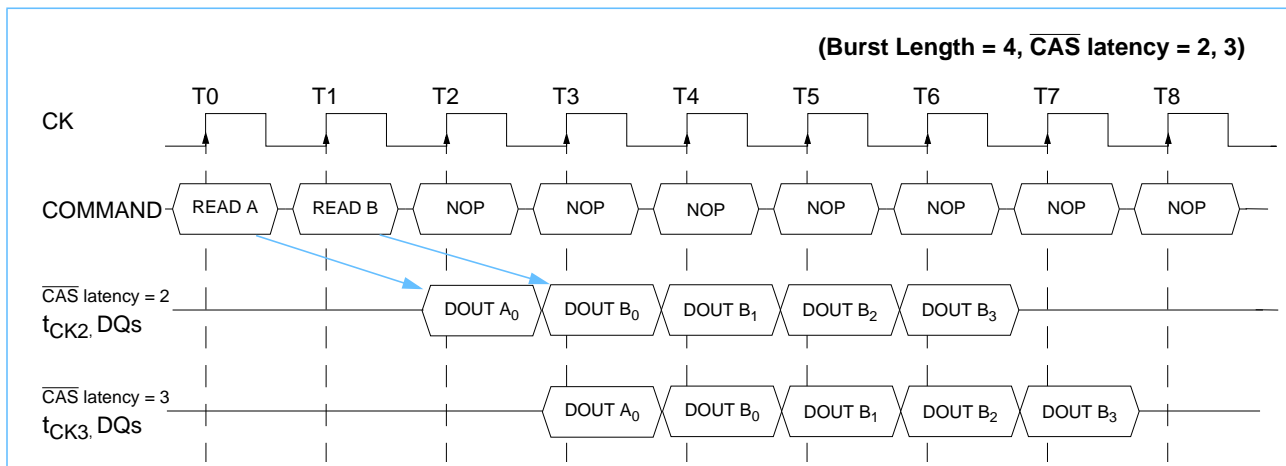 (Burst Length = 4, CAS latency = 2, 3)
T0 T1 T2 T3 T4 T5 T6 T7 T8
CK
COMMAND READ A READ B NOP NOP NOP NOP NOP NOP NOP
CAS latency = 2
tCK2, DQs DOUT A0 DOUT B0 DOUT B1 DOUT B2 DOUT B3
CAS latency = 3
tCK3, DQs DOUT A0 DOUT B0 DOUT B1 DOUT B2 DOUT B3